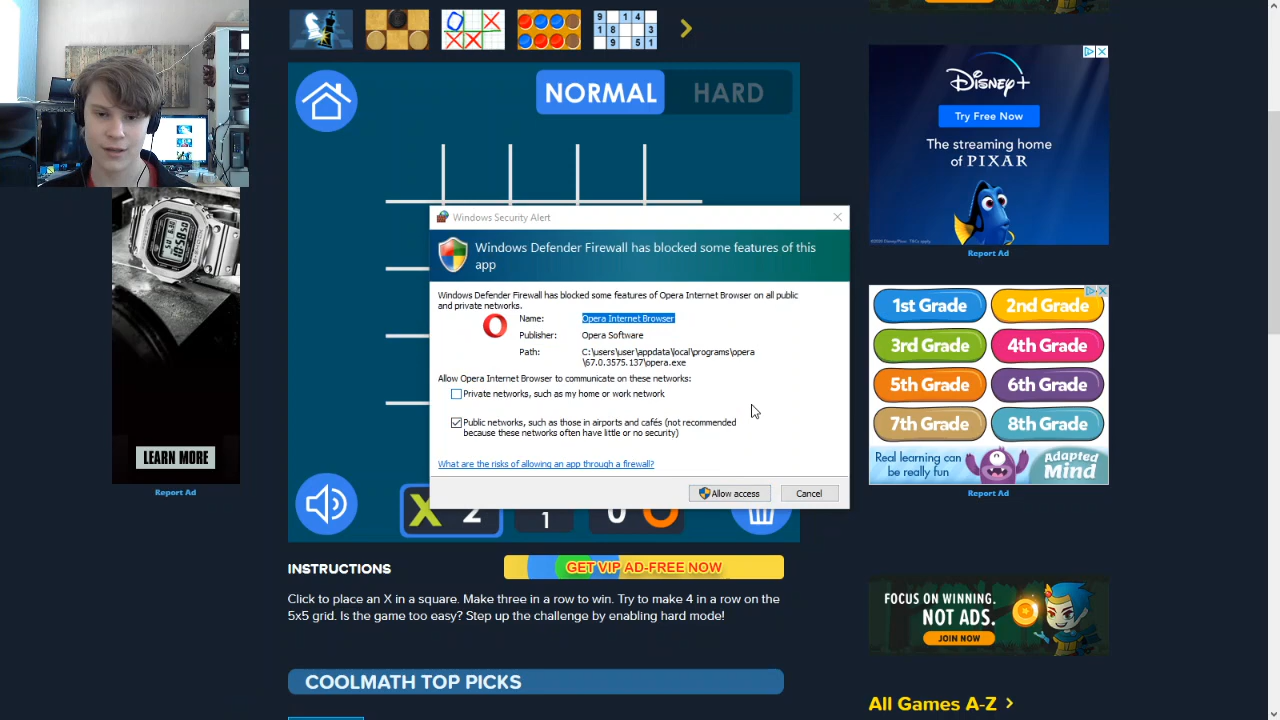 NORMAL
HARD
Windows Security Alert
Windows Defender Firewall has blocked some features of this
app
Windows Defender Firewall has blocked some features of Opera Internet Browser on all public
and private networks.
Name: Opera Internet Browser
Publisher: Opera Software
Path: C:\users\user\appdata\local\programs\opera
\67.0.3575.137\opera.exe
Allow Opera Internet Browser to communicate on these networks:
Private networks, such as my home or work network
Public networks, such as those in airports and cafés (not recommended
because these networks often have little or no security)
What are the risks of allowing an app through a firewall?
Allow access
Cancel
X 2
1
0 O
INSTRUCTIONS
GET VIP AD-FREE NOW
Click to place an X in a square. Make three in a row to win. Try to make 4 in a row on the
5x5 grid. Is the game too easy? Step up the challenge by enabling hard mode!
COOLMATH TOP PICKS
LEARN MORE
Report Ad
Disney+
Try Free Now
The streaming home
of PIXAR
Report Ad
1st Grade
2nd Grade
3rd Grade
4th Grade
5th Grade
6th Grade
7th Grade
8th Grade
Real learning can
be really fun
Adapted
Mind
Report Ad
FOCUS ON WINNING.
NOT ADS.
JOIN NOW
All Games A-Z >